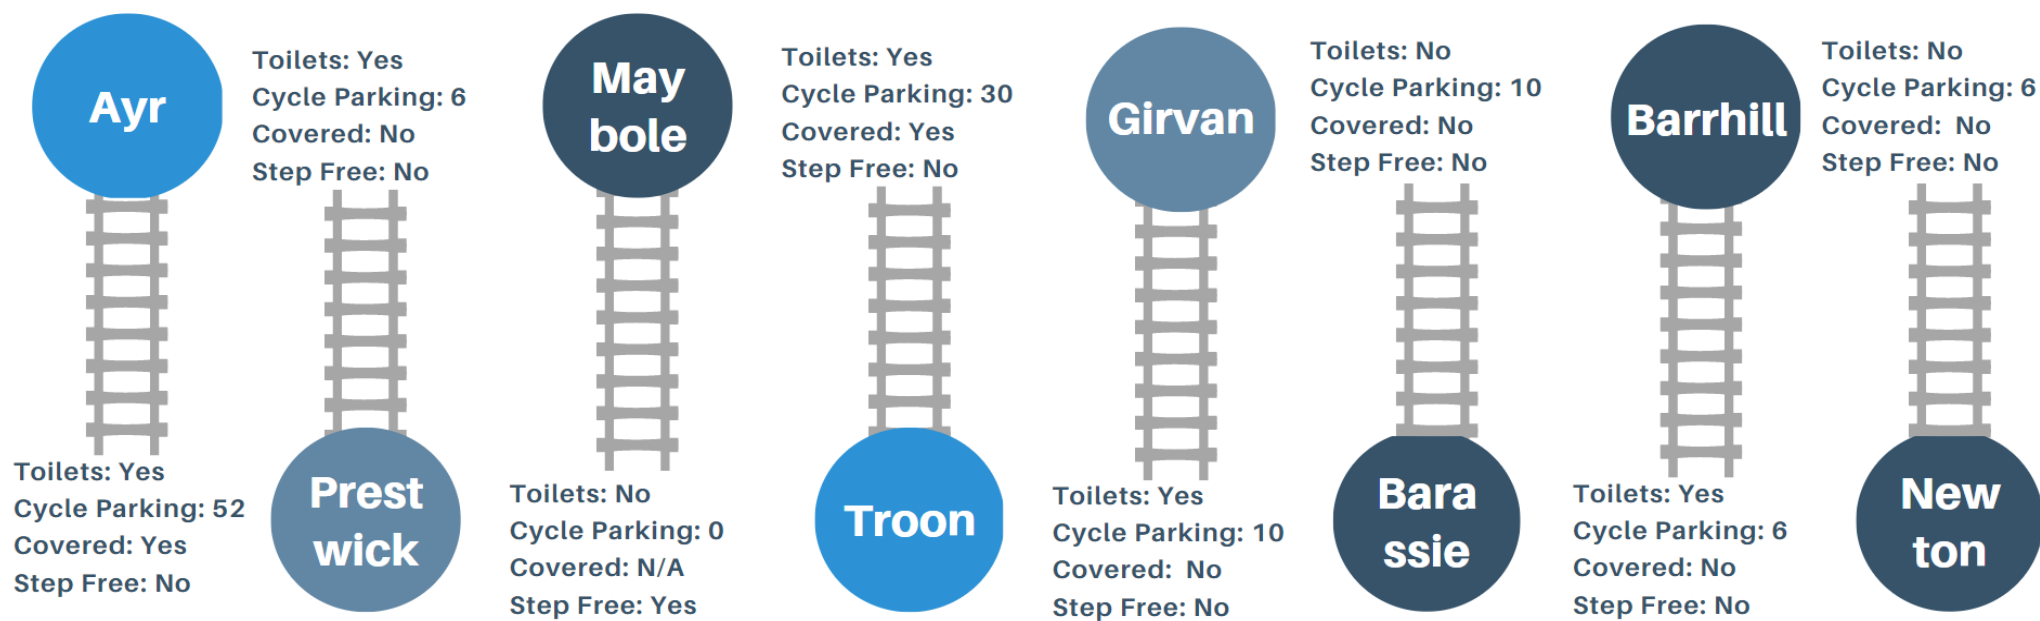 Ayr
Toilets: Yes
Cycle Parking: 52
Covered: Yes
Step Free: No
Toilets: Yes
Cycle Parking: 6
Covered: No
Step Free: No
Prest
wick
May
bole
Toilets: No
Cycle Parking: 0
Covered: N/A
Step Free: Yes
Toilets: Yes
Cycle Parking: 30
Covered: Yes
Step Free: No
Troon
Girvan
Toilets: Yes
Cycle Parking: 10
Covered: No
Step Free: No
Toilets: No
Cycle Parking: 10
Covered: No
Step Free: No
Bara
ssie
Barrhill
Toilets: Yes
Cycle Parking: 6
Covered: No
Step Free: No
Toilets: No
Cycle Parking: 6
Covered: No
Step Free: No
New
ton